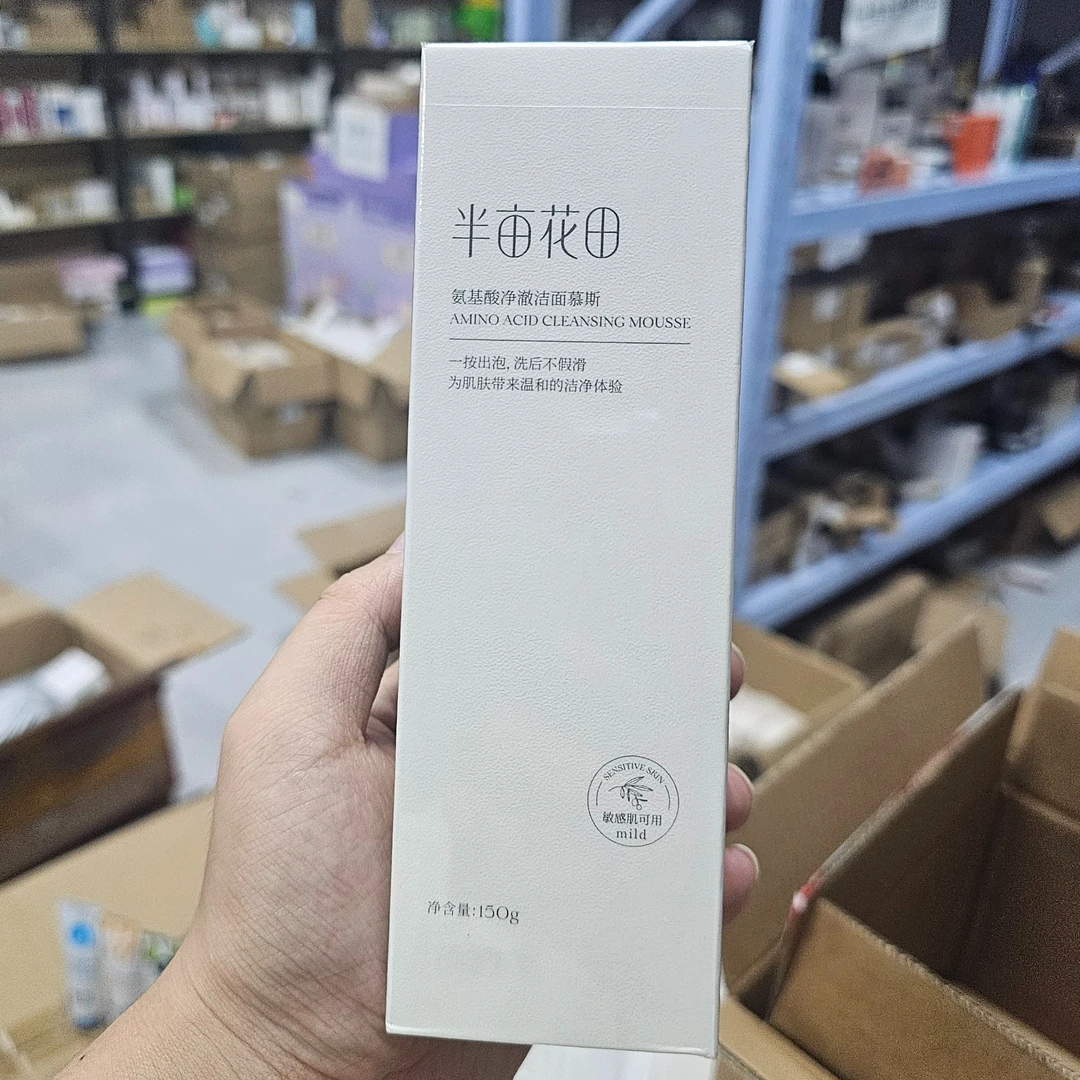 半亩花田
氨基酸净澈洁面慕斯
AMINO ACID CLEANSING MOUSSE
一按出泡,洗后不假滑
为肌肤带来温和的洁净体验
SENSITIVE SKIN
敏感肌可用
mild
净含量:150g